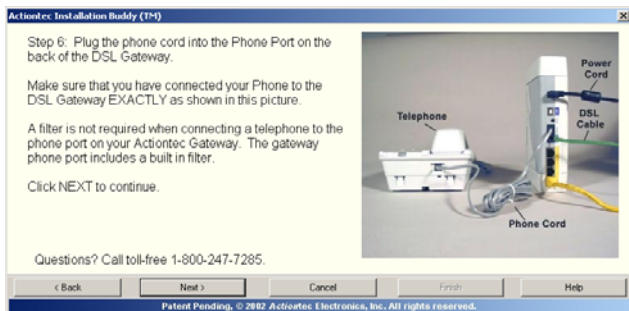 Actiontec Installation Buddy (TM)
Step 6: Plug the phone cord into the Phone Port on the
back of the DSL Gateway.
Make sure that you have connected your Phone to the
DSL Gateway EXACTLY as shown in this picture.
A filter is not required when connecting a telephone to the
phone port on your Actiontec Gateway. The gateway
phone port includes a built in filter.
Click NEXT to continue.
Questions? Call toll-free 1-800-247-7285.
Power
Cord
Telephone
DSL
Cable
Phone Cord
< Back
Next >
Cancel
Finish
Help
Patent Pending, © 2002 Actiontec Electronics, Inc. All rights reserved.